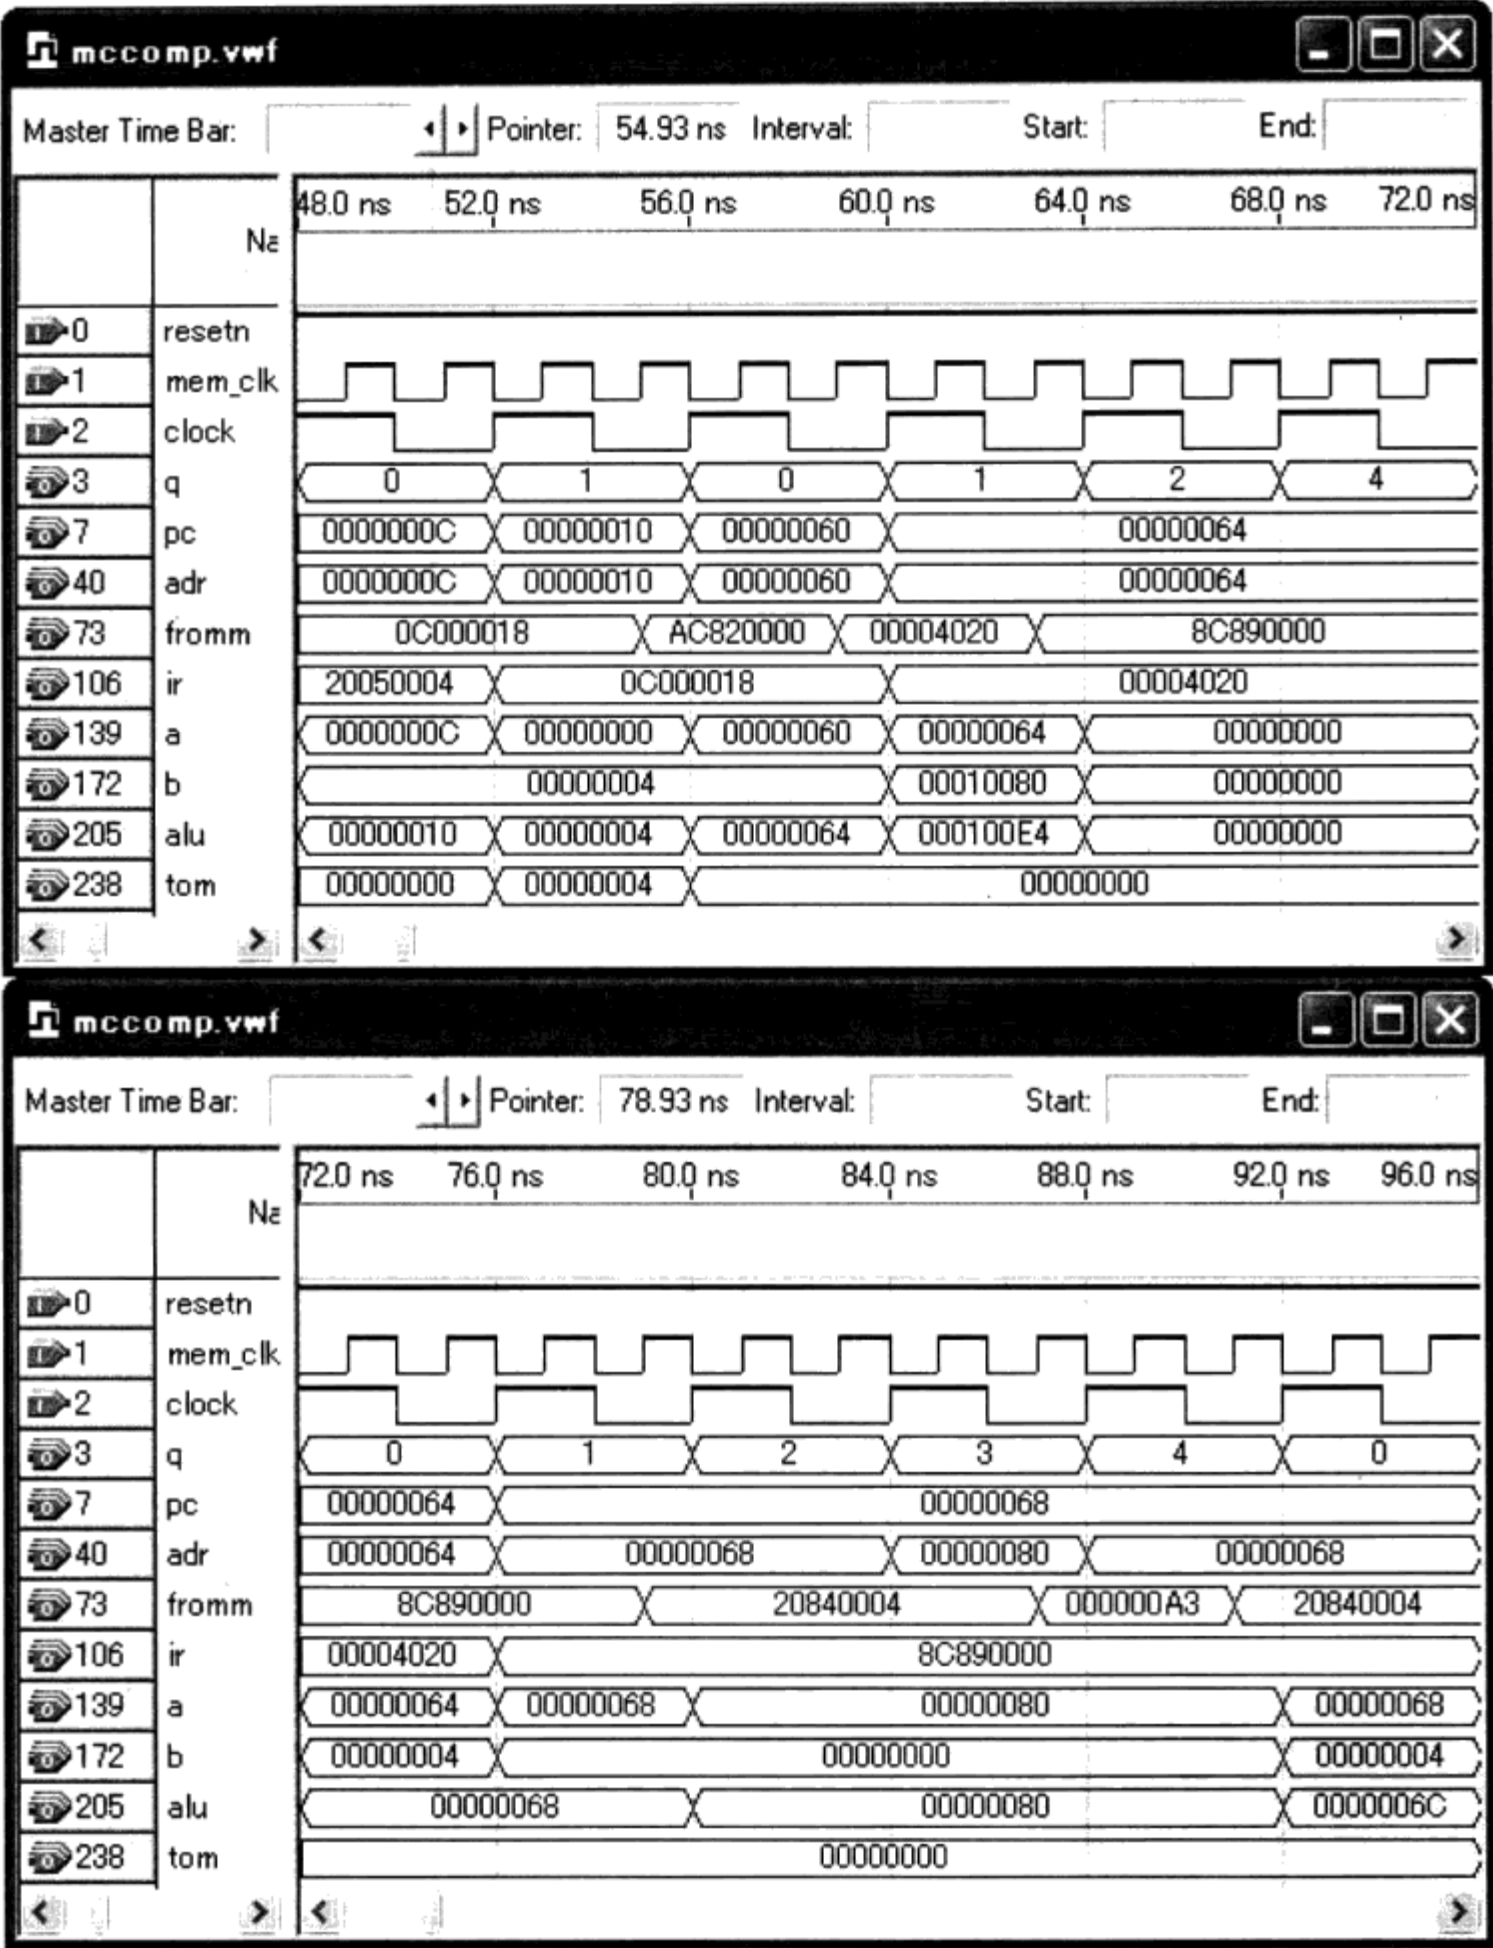 mccomp.vwf
Master Time Bar: Pointer: 54.93 ns Interval: Start: End:
48.0 ns 52.0 ns 56.0 ns 60.0 ns 64.0 ns 68.0 ns 72.0 ns
Na
0 resetn
1 mem_clk
2 clock
3 q 0 1 0 1 2 4
7 pc 0000000C 00000010 00000060 00000064
40 adr 0000000C 00000010 00000060 00000064
73 fromm 0C000018 AC820000 00004020 8C890000
106 ir 20050004 0C000018 00004020
139 a 0000000C 00000000 00000060 00000064 00000000
172 b 00000004 00010080 00000000
205 alu 00000010 00000004 00000064 000100E4 00000000
238 tom 00000000 00000004 00000000
mccomp.vwf
Master Time Bar: Pointer: 78.93 ns Interval: Start: End:
72.0 ns 76.0 ns 80.0 ns 84.0 ns 88.0 ns 92.0 ns 96.0 ns
Na
0 resetn
1 mem_clk
2 clock
3 q 0 1 2 3 4 0
7 pc 00000064 00000068
40 adr 00000064 00000068 00000080 00000068
73 fromm 8C890000 20840004 000000A3 20840004
106 ir 00004020 8C890000
139 a 00000064 00000068 00000080 00000068
172 b 00000004 00000000 00000004
205 alu 00000068 00000080 0000006C
238 tom 00000000